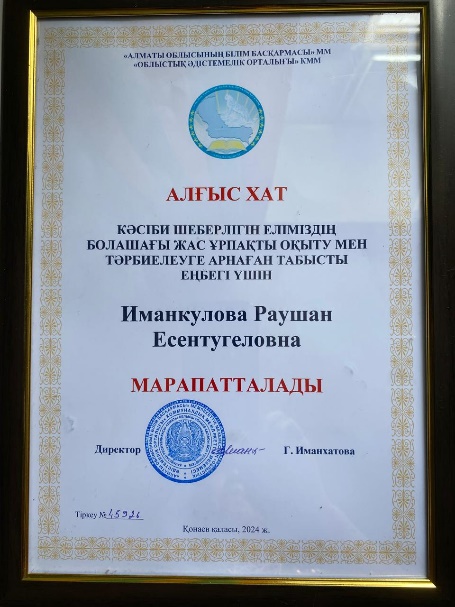 «АЛМАТЫ ОБЛЫСЫНЫҢ БІЛІМ БАСҚАРМАСЫ» ММ
«ОБЛЫСТЫҚ ӘДІСТЕМЕЛІК ОРТАЛЫҒЫ» КММ
АЛҒЫС ХАТ
КӘСІБИ ШЕБЕРЛІГІН ЕЛІМІЗДІҢ
БОЛАШАҒЫ ЖАС ҰРПАҚТЫ ОҚЫТУ МЕН
ТӘРБИЕЛЕУГЕ АРНАҒАН ТАБЫСТЫ
ЕҢБЕГІ ҮШІН
Иманкулова Раушан
Есентугеловна
МАРАПАТТАЛАДЫ
Директор Г. Иманхатова
Тіркеу № 45926
Қонаев қаласы, 2024 ж.